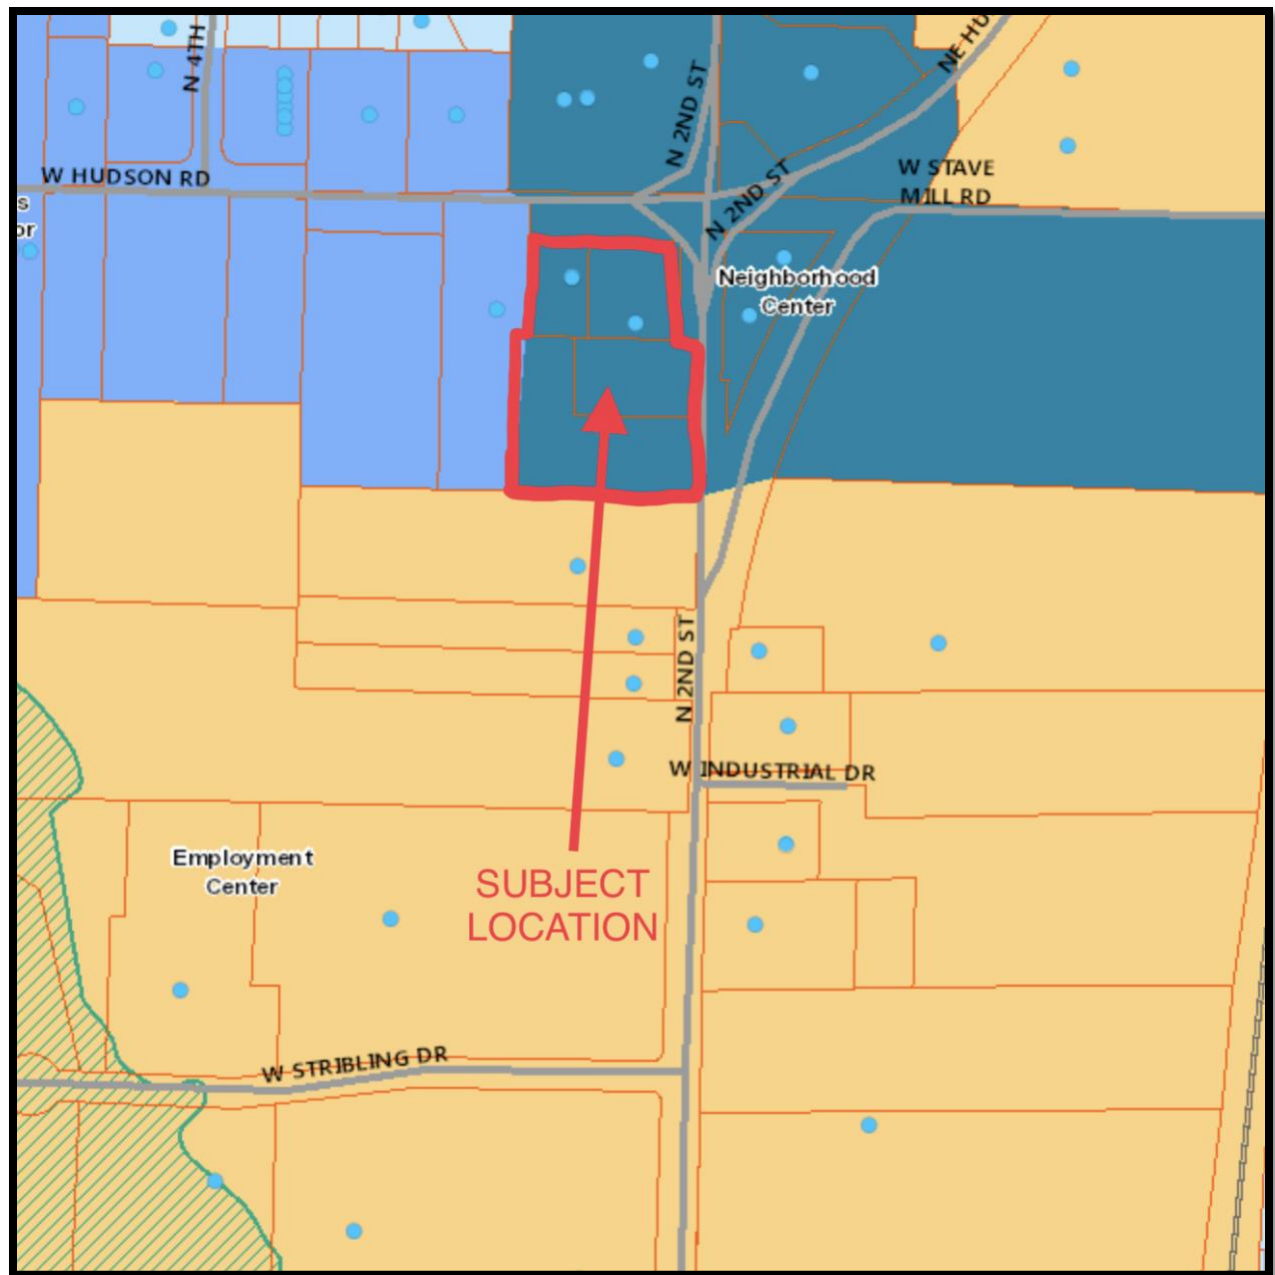 N 4TH
N 2ND ST
NE HU
W HUDSON RD
W STAVE
MILL RD
N 2ND ST
s
or
Neighborhood
Center
N 2ND ST
W INDUSTRIAL DR
Employment
Center
SUBJECT
LOCATION
W STRIBLING DR